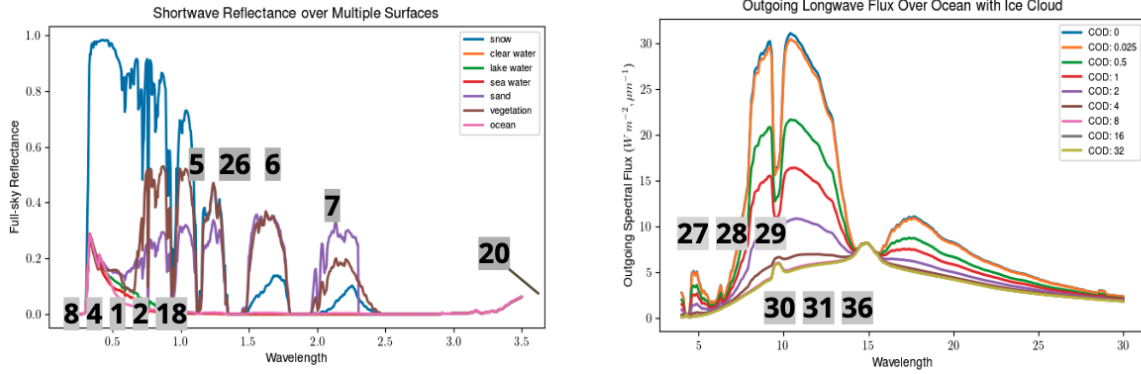 Shortwave Reflectance over Multiple Surfaces
Full-sky Reflectance
1.0
0.8
0.6
0.4
0.2
0.0
snow
clear water
lake water
sea water
sand
vegetation
ocean
5 26 6
7
20
8 4 1 2 18
0.5 1.0 1.5 2.0 2.5 3.0 3.5
Wavelength
Outgoing Longwave Flux Over Ocean with Ice Cloud
Outgoing Spectral Flux (W m⁻², μm⁻¹)
30
25
20
15
10
5
0
COD: 0
COD: 0.025
COD: 0.5
COD: 1
COD: 2
COD: 4
COD: 8
COD: 16
COD: 32
27 28 29
30 31 36
5 10 15 20 25 30
Wavelength